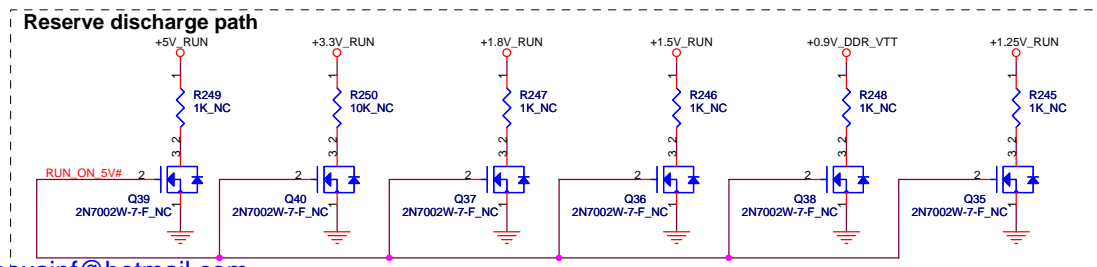 Reserve discharge path
+5V_RUN +3.3V_RUN +1.8V_RUN +1.5V_RUN +0.9V_DDR_VTT +1.25V_RUN
1 1 1 1 1 1
R249 R250 R247 R246 R248 R245
1K_NC 10K_NC 1K_NC 1K_NC 1K_NC 1K_NC
2 2 2 2 2 2
3 3 3 3 3 3
RUN_ON_5V# 2 2 2 2 2 2
Q39 Q40 Q37 Q36 Q38 Q35
2N7002W-7-F_NC 2N7002W-7-F_NC 2N7002W-7-F_NC 2N7002W-7-F_NC 2N7002W-7-F_NC 2N7002W-7-F_NC
1 1 1 1 1 1
@hotmail.com